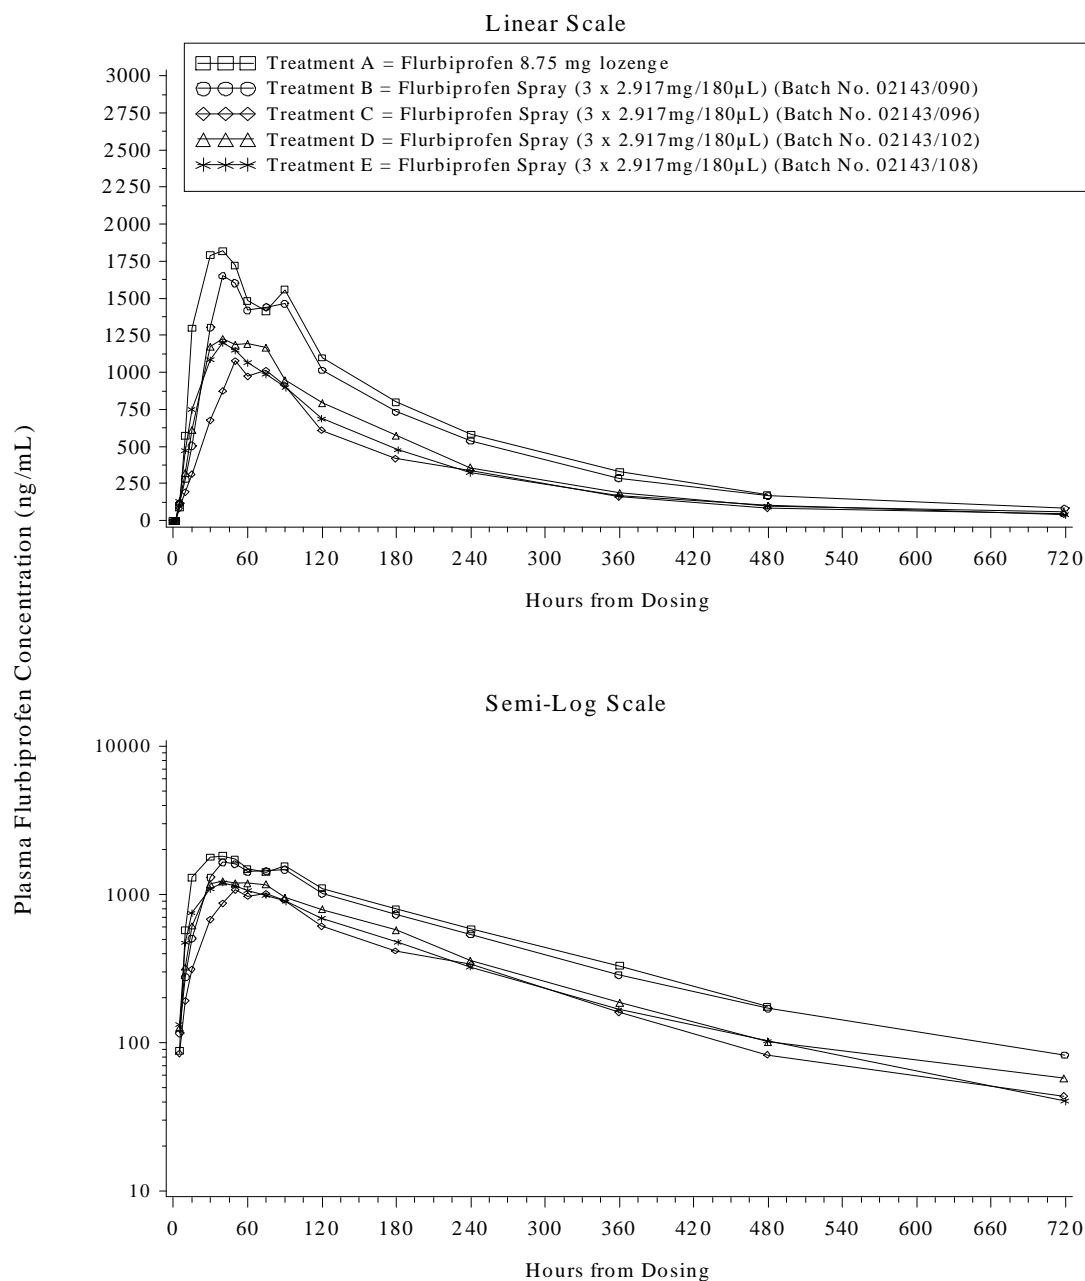 Linear Scale
Treatment A = Flurbiprofen 8.75 mg lozenge
Treatment B = Flurbiprofen Spray (3 x 2.917mg/180µL) (Batch No. 02143/090)
Treatment C = Flurbiprofen Spray (3 x 2.917mg/180µL) (Batch No. 02143/096)
Treatment D = Flurbiprofen Spray (3 x 2.917mg/180µL) (Batch No. 02143/102)
Treatment E = Flurbiprofen Spray (3 x 2.917mg/180µL) (Batch No. 02143/108)
3000
2750
2500
2250
2000
1750
1500
1250
1000
750
500
250
0
0 60 120 180 240 300 360 420 480 540 600 660 720
Hours from Dosing
Plasma Flurbiprofen Concentration (ng/mL)
Semi-Log Scale
10000
1000
100
10
0 60 120 180 240 300 360 420 480 540 600 660 720
Hours from Dosing